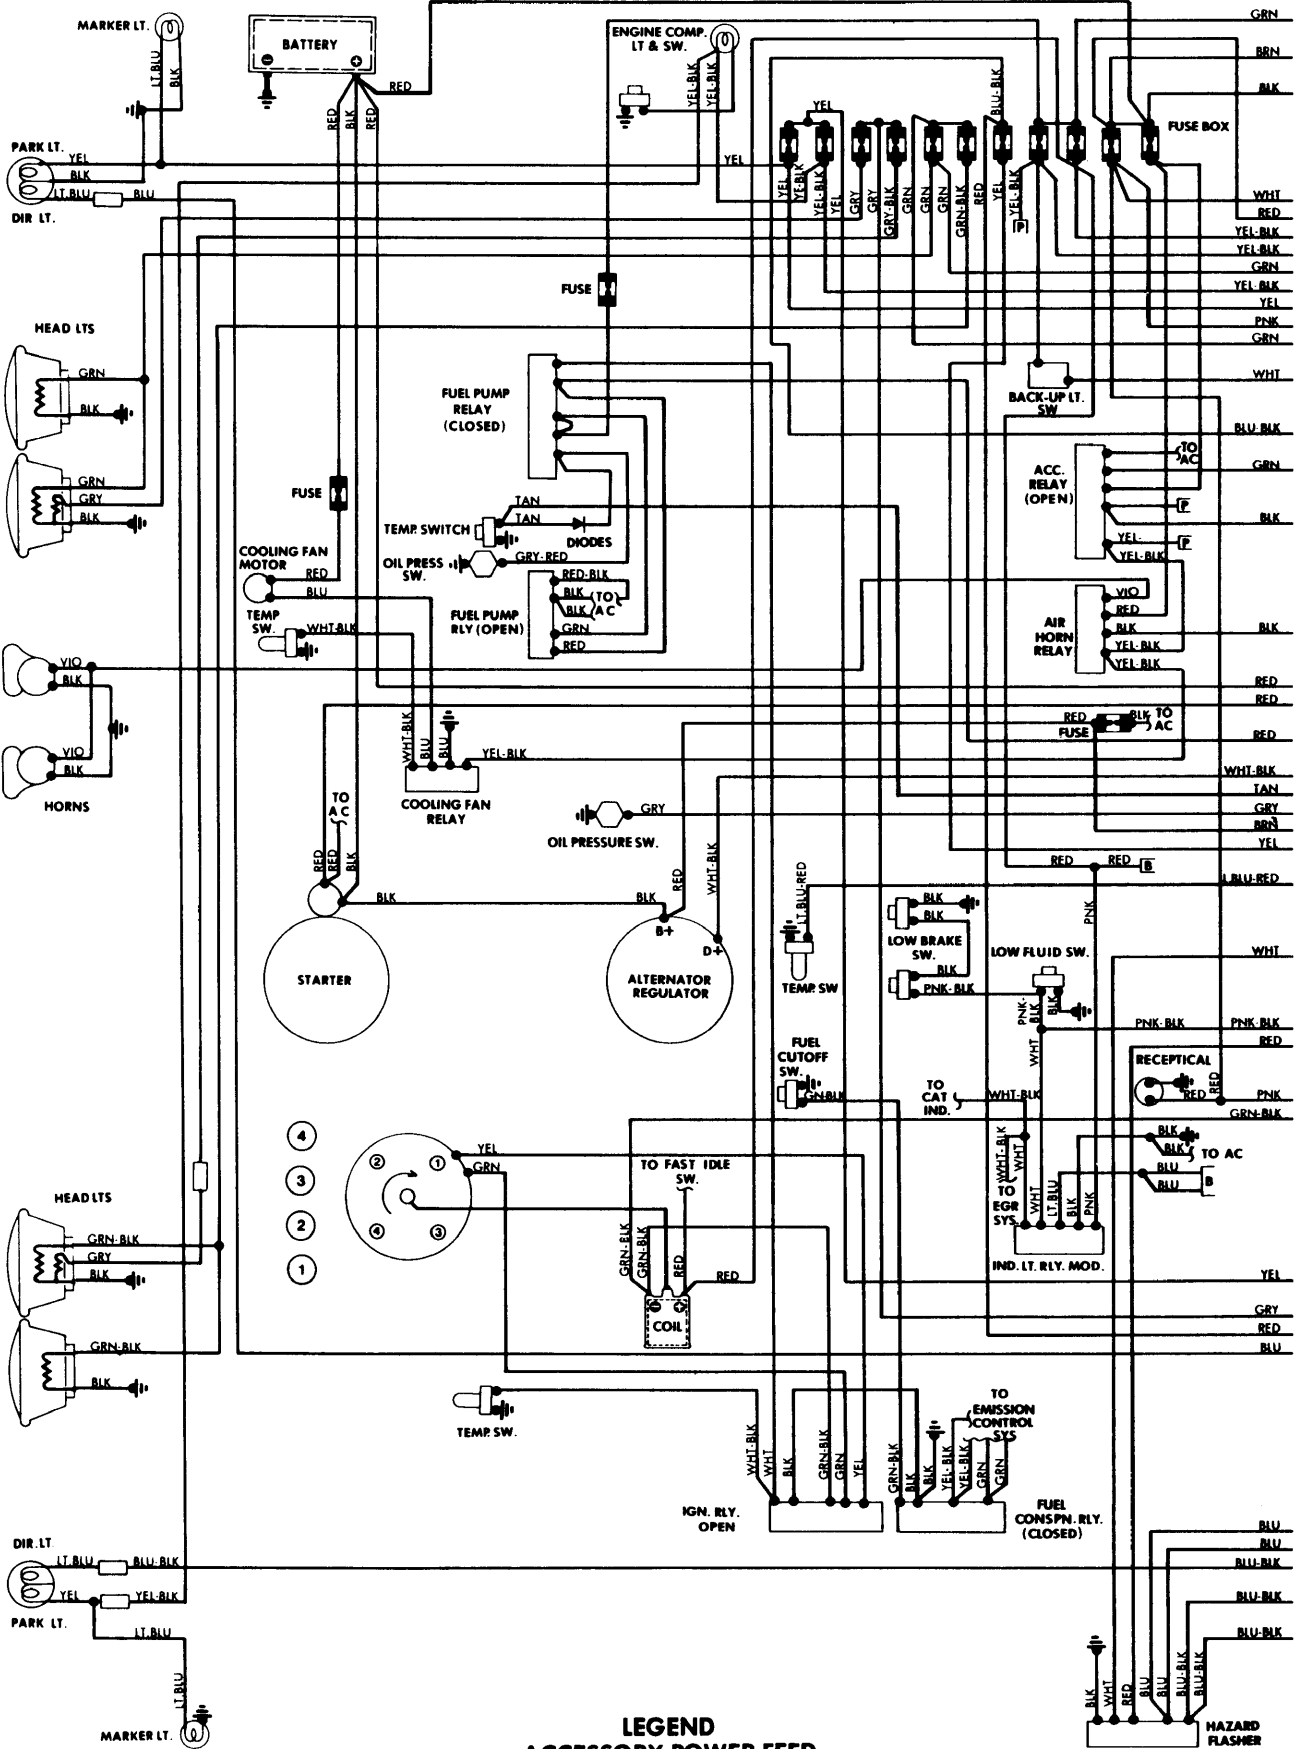 MARKER LT.
LT.BLU
BLK
BATTERY
RED
RED
BLK
RED
ENGINE COMP.
LT & SW.
YEL-BLK
YEL-BLK
YEL
BLU-BLK
GRN
BRN
BLK
FUSE BOX
PARK LT.
YEL
BLK
LT.BLU
BLU
DIR LT.
YEL
YEL
YE-BLK
YEL-BLK
YEL
GRY
GRY
GRY-BLK
GRN
GRN
GRN
GRN-BLK
RED
YEL
YEL-BLK
P
WHT
RED
YEL-BLK
YEL-BLK
GRN
YEL-BLK
YEL
PNK
GRN
WHT
BLU-BLK
GRN
BLK
FUSE
HEAD LTS
GRN
BLK
GRN
GRY
BLK
FUEL PUMP
RELAY
(CLOSED)
BACK-UP LT.
SW
ACC.
RELAY
(OPEN)
TO
AC
P
YEL-
P
YEL-BLK
FUSE
TAN
TAN
TEMP. SWITCH
DIODES
OIL PRESS
SW.
GRY-RED
COOLING FAN
MOTOR
RED
BLU
TEMP
SW.
WHT-BLK
FUEL PUMP
RLY (OPEN)
RED-BLK
BLK
BLK
TO
AC
GRN
RED
AIR
HORN
RELAY
VIO
RED
BLK
YEL-BLK
YEL-BLK
BLK
RED
RED
VIO
BLK
VIO
BLK
HORNS
WHT-BLK
BLU
BLU
YEL-BLK
COOLING FAN
RELAY
RED
FUSE
BLK
TO
AC
RED
WHT-BLK
TAN
GRY
BRN
YEL
OIL PRESSURE SW.
GRY
TO
AC
RED
RED
BLK
BLK
BLK
RED
WHT-BLK
B+
D+
STARTER
ALTERNATOR
REGULATOR
LT.BLU-RED
TEMP. SW
BLK
BLK
LOW BRAKE
SW.
BLK
PNK-BLK
LOW FLUID SW.
RED
RED
B
PNK
WHT
PNK-
BLK
BLK
WHT
PNK-BLK
PNK-BLK
RED
RECEPTICAL
RED
RED
PNK
GRN-BLK
FUEL
CUTOFF
SW.
GN-BLK
TO
CAT
IND.
WHT-BLK
WHT-BLK
WHT
TO
EGR
SYS.
WHT
LT.BLU
BLK
PNK
BLK
BLK
TO AC
BLU
BLU
B
IND. LT. RLY. MOD.
4
3
2
1
2
1
4
3
YEL
GRN
TO FAST IDLE
SW.
GRN-BLK
GRN-BLK
RED
RED
COIL
YEL
GRY
RED
BLU
HEAD LTS
GRN-BLK
GRY
BLK
GRN-BLK
BLK
TEMP. SW.
WHT-BLK
WHT
BLK
GRN-BLK
GRN
YEL
IGN. RLY.
OPEN
GRN-BLK
BLK
BLK
YEL-BLK
YEL-BLK
GRN
GRN
TO
EMISSION
CONTROL
SYS
FUEL
CONSPN. RLY.
(CLOSED)
DIR. LT
LT.BLU
BLU-BLK
YEL
YEL-BLK
PARK LT.
LT.BLU
LT.BLU
MARKER LT.
BLU
BLU
BLU-BLK
BLU-BLK
BLU-BLK
BLK
WHT
RED
BLU
BLU
BLU-BLK
BLU-BLK
HAZARD
FLASHER
LEGEND
ACCESSORY POWER FEED